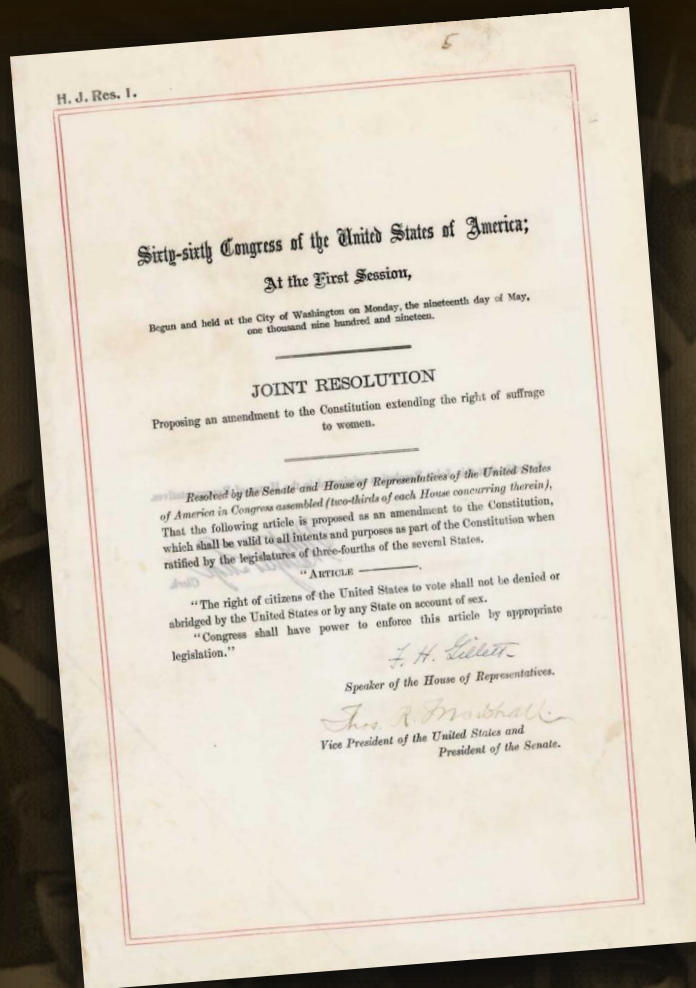 5
H. J. Res. 1.
Sixty-sixth Congress of the United States of America;
At the First Session,
Begun and held at the City of Washington on Monday, the nineteenth day of May,
one thousand nine hundred and nineteen.
JOINT RESOLUTION
Proposing an amendment to the Constitution extending the right of suffrage
to women.
Resolved by the Senate and House of Representatives of the United States
of America in Congress assembled (two-thirds of each House concurring therein),
That the following article is proposed as an amendment to the Constitution,
which shall be valid to all intents and purposes as part of the Constitution when
ratified by the legislatures of three-fourths of the several States.
"ARTICLE ————.
"The right of citizens of the United States to vote shall not be denied or
abridged by the United States or by any State on account of sex.
"Congress shall have power to enforce this article by appropriate
legislation."
F. H. Gillett
Speaker of the House of Representatives.
Thos. R. Marshall.
Vice President of the United States and
President of the Senate.